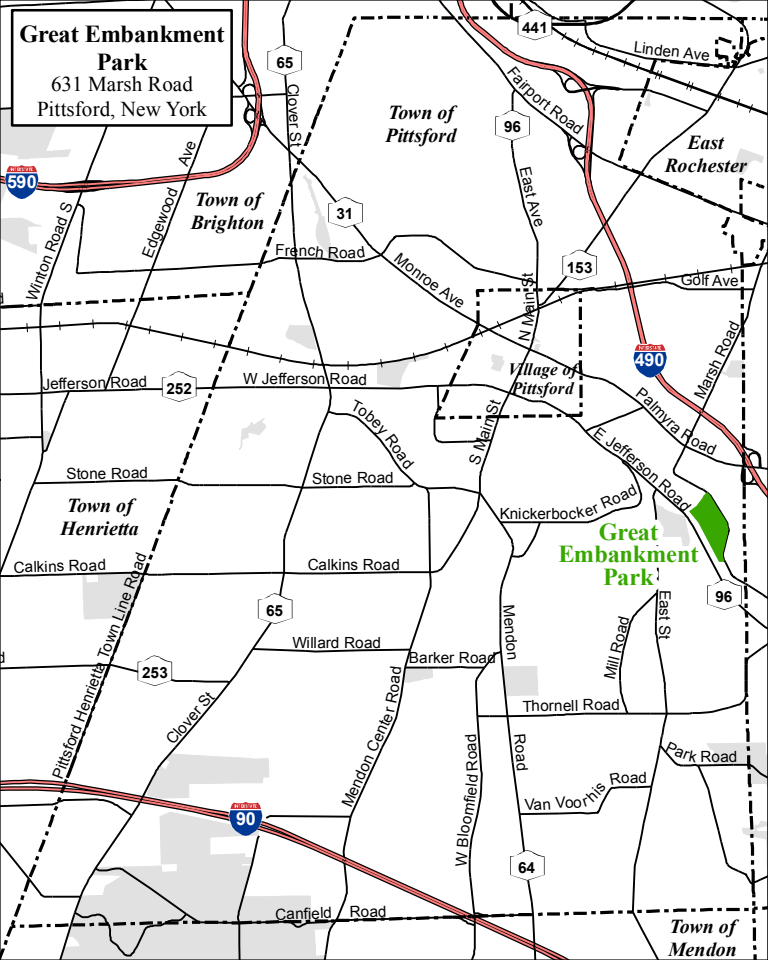 Great Embankment
Park
631 Marsh Road
Pittsford, New York
441
Linden Ave
65
Clover St
Fairport Road
Town of
Pittsford
96
East
Rochester
Ave
Edgewood
590
INTERSTATE
Town of
Brighton
31
East Ave
Winton Road S
French Road
Monroe Ave
153
Golf Ave
N Main St
INTERSTATE
490
Marsh Road
Village of
Pittsford
Jefferson Road
252
W Jefferson Road
Palmyra Road
Tobey Road
S Main St
E Jefferson Road
Stone Road
Stone Road
Knickerbocker Road
Town of
Henrietta
Great
Embankment
Park
Calkins Road
Calkins Road
96
65
East St
Mendon
Mill Road
Willard Road
Barker Road
d
253
Pittsford Henrietta Town Line Road
Clover St
Mendon Center Road
Thornell Road
Road
W Bloomfield Road
Park Road
Van Voorhis Road
INTERSTATE
90
64
Canfield Road
Town of
Mendon